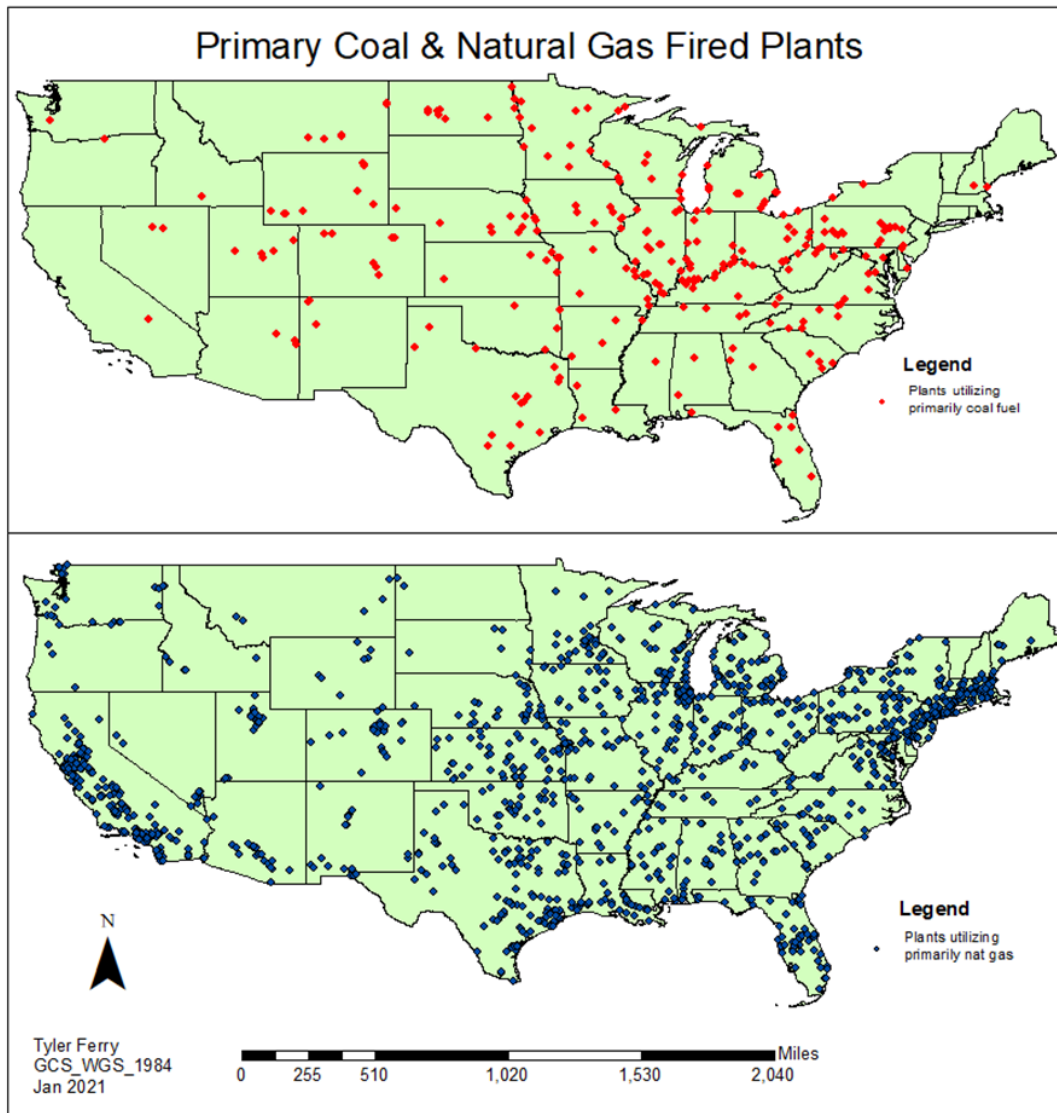 Primary Coal & Natural Gas Fired Plants
Legend
Plants utilizing
primarily coal fuel
N
Legend
Plants utilizing
primarily nat gas
Tyler Ferry
GCS_WGS_1984
Jan 2021
Miles
0 255 510 1,020 1,530 2,040